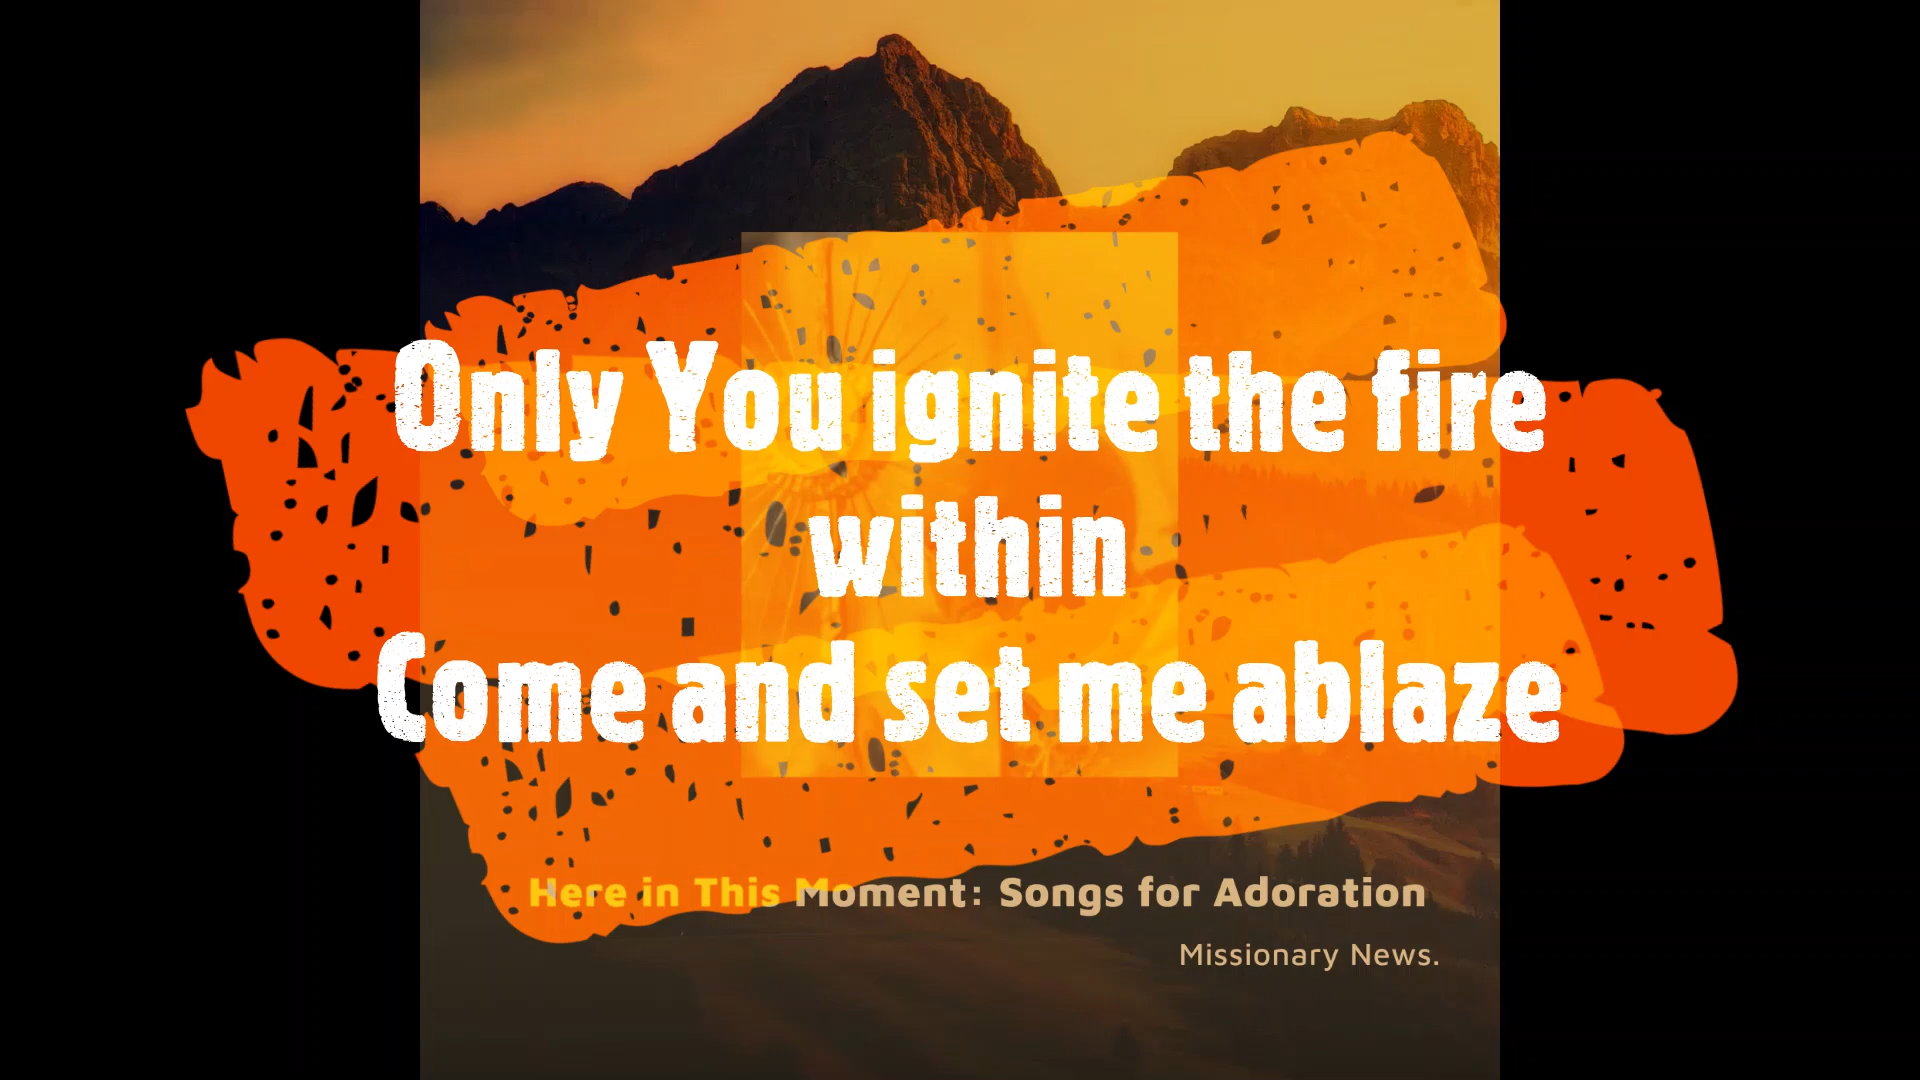 Only You ignite the fire
within
Come and set me ablaze
Here in This Moment: Songs for Adoration
Missionary News.